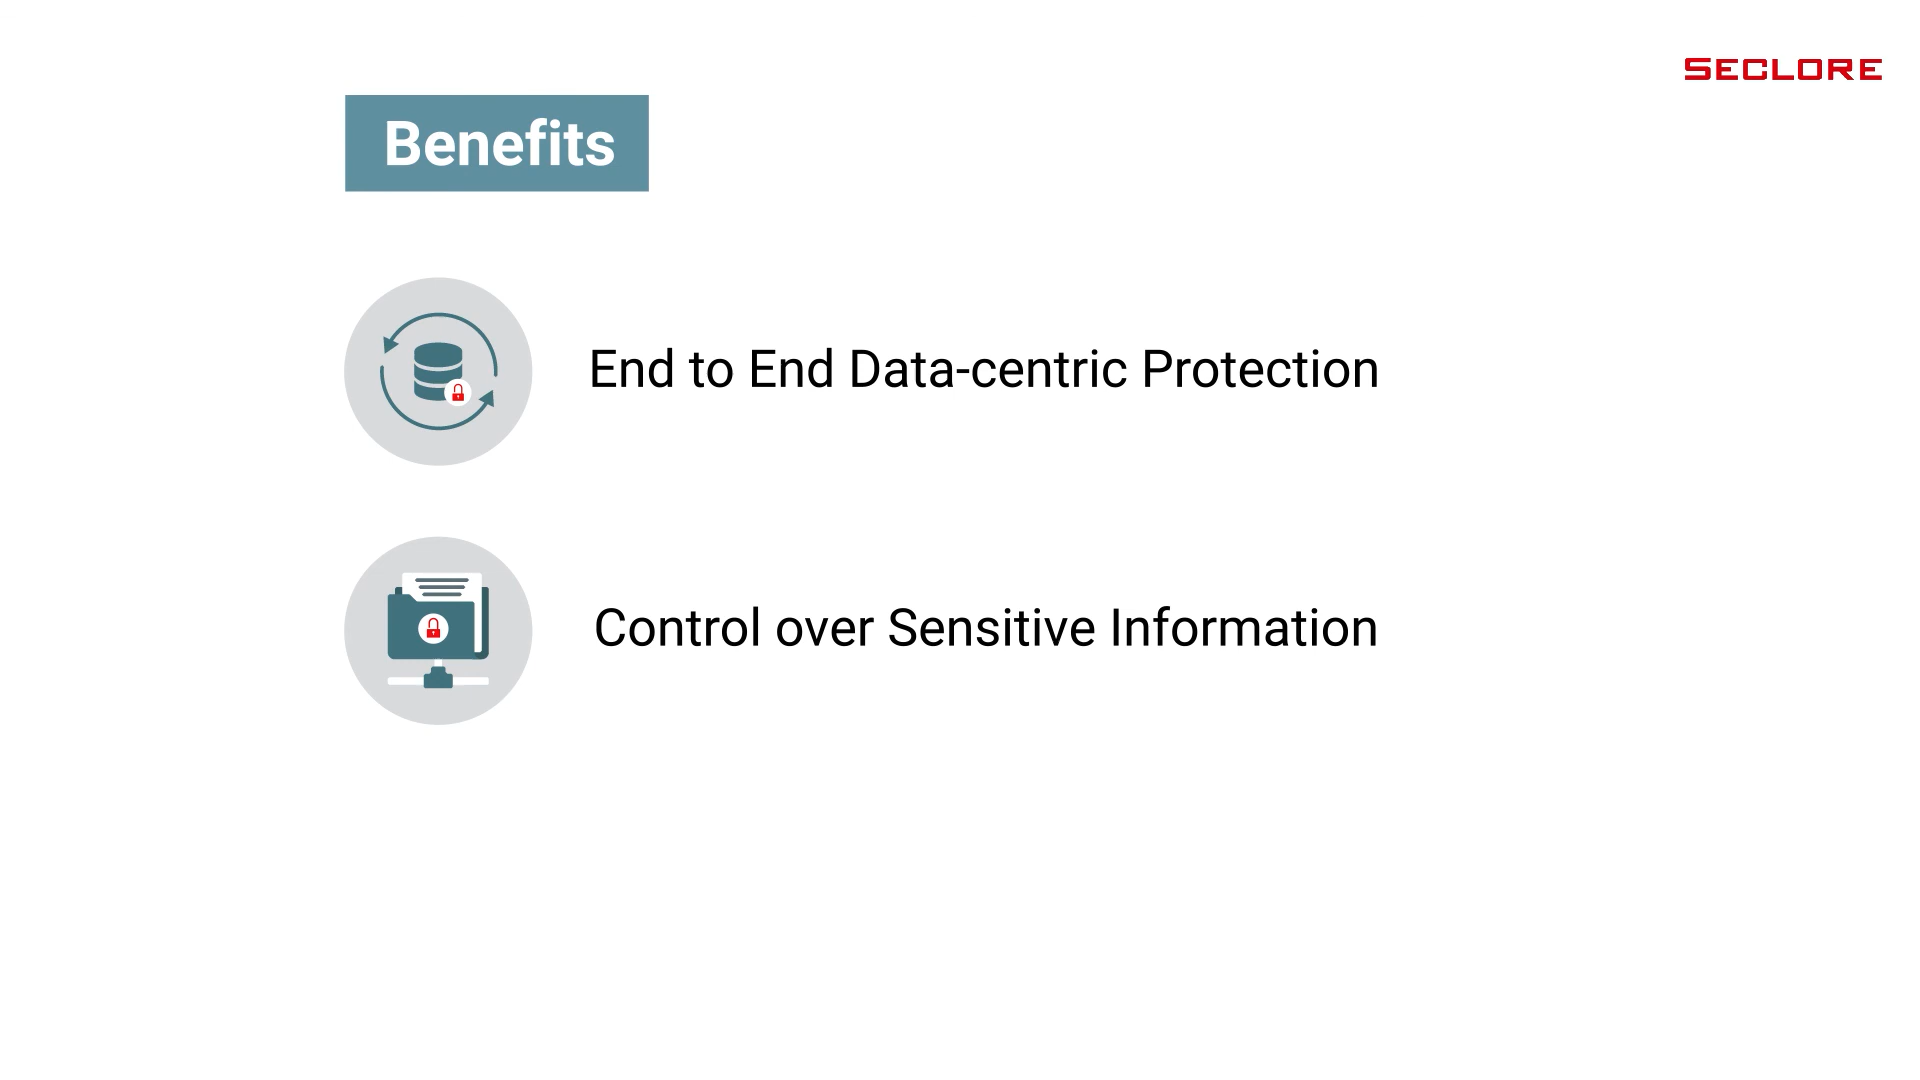 SECLORE
Benefits
End to End Data-centric Protection
Control over Sensitive Information